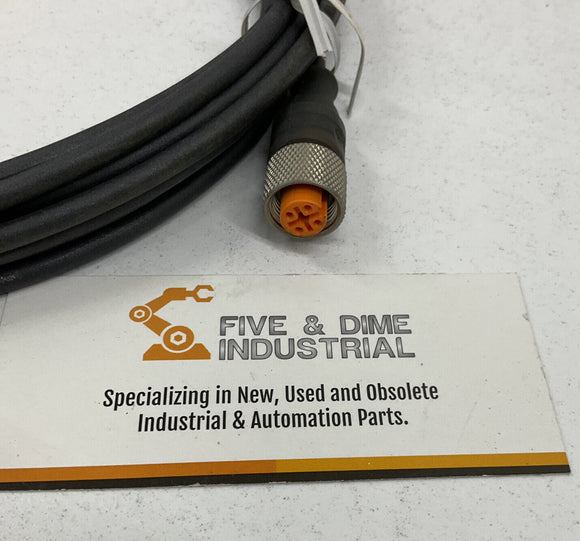 FIVE & DIME
INDUSTRIAL
Specializing in New, Used and Obsolete
Industrial & Automation Parts.